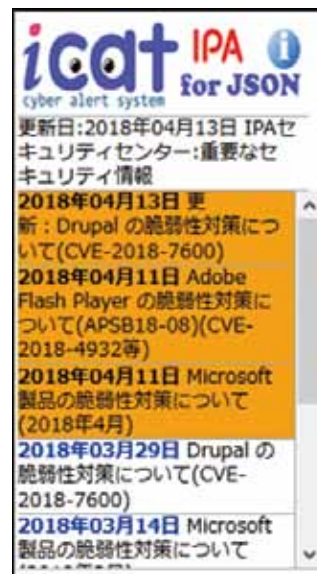 icat IPA
for JSON
cyber alert system
更新日:2018年04月13日 IPAセ
キュリティセンター:重要なセ
キュリティ情報
2018年04月13日 更
新：Drupal の脆弱性対策につ
いて(CVE-2018-7600)
2018年04月11日 Adobe
Flash Player の脆弱性対策に
ついて(APSB18-08)(CVE-
2018-4932等)
2018年04月11日 Microsoft
製品の脆弱性対策について
(2018年4月)
2018年03月29日 Drupal の
脆弱性対策について(CVE-
2018-7600)
2018年03月14日 Microsoft
製品の脆弱性対策について